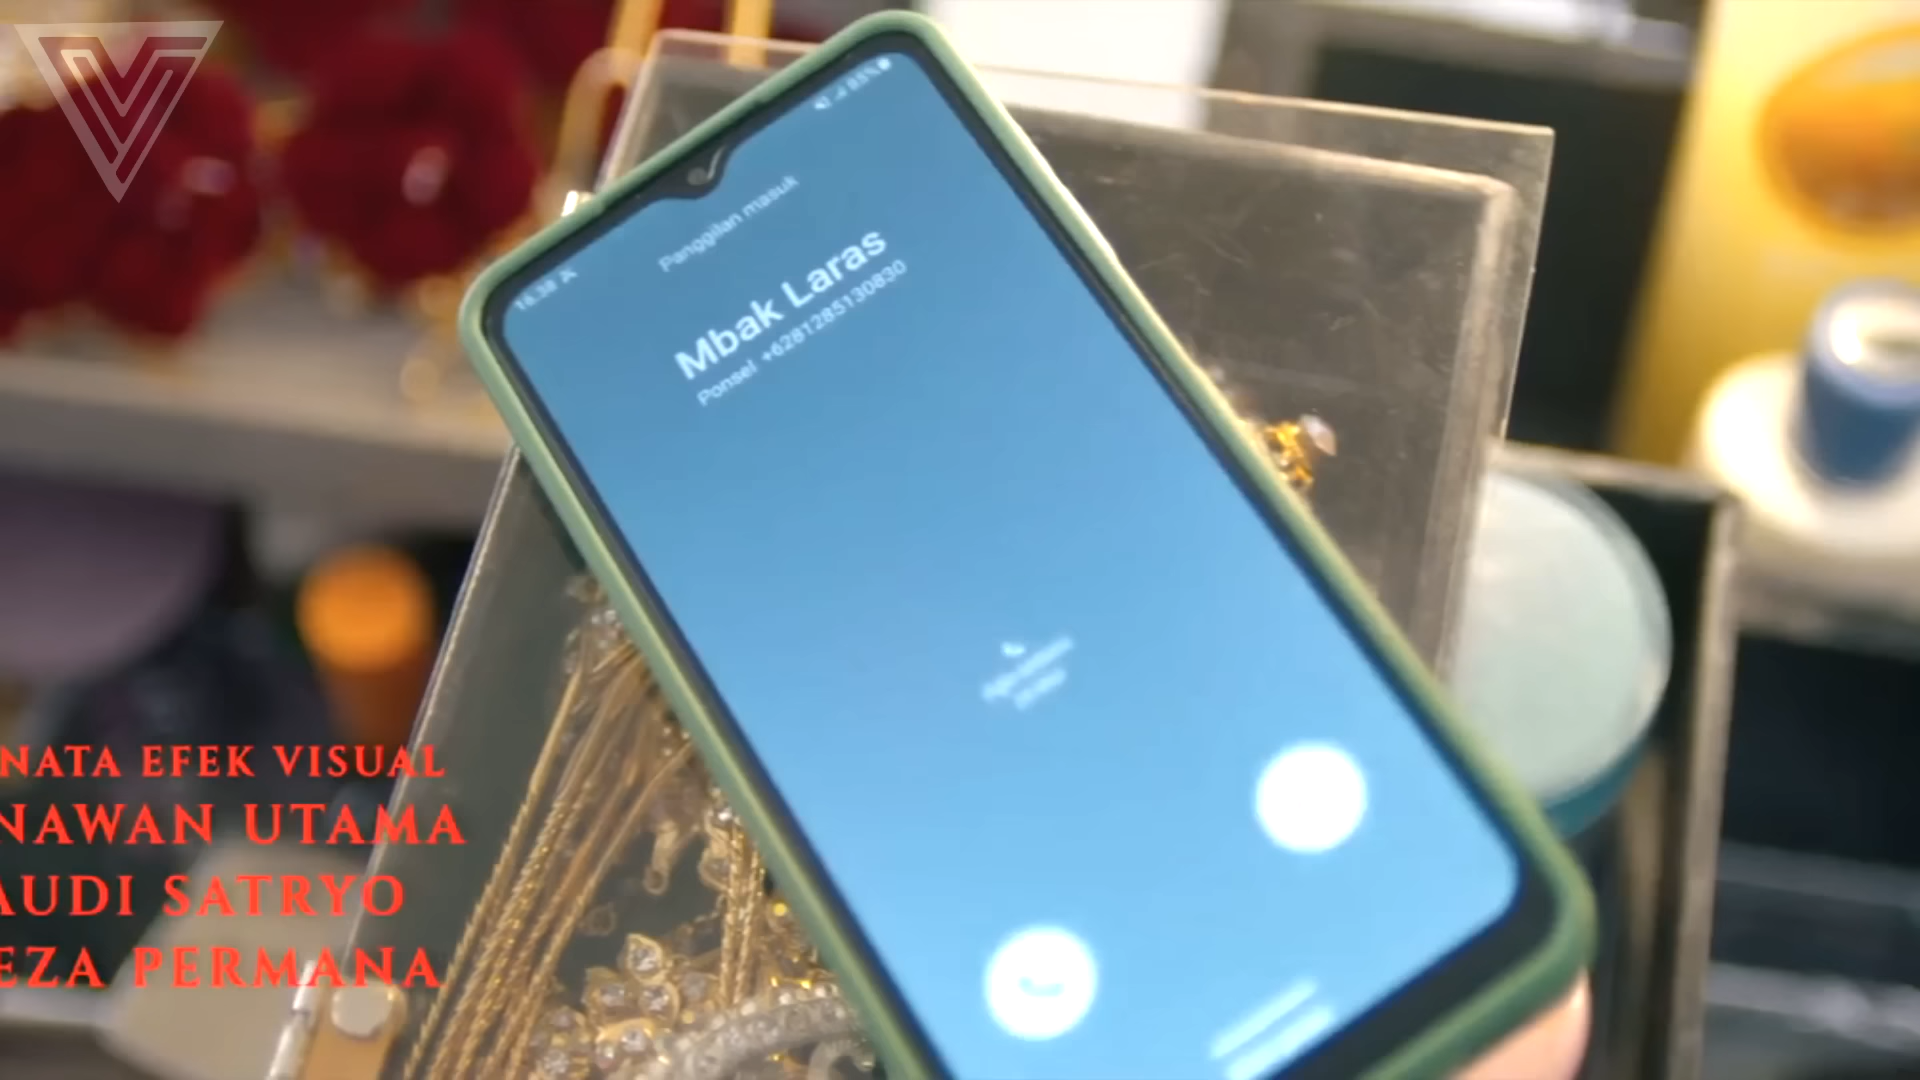 Panggilan masuk
Mbak Laras
Ponsel +6281285130830
NATA EFEK VISUAL
NAWAN UTAMA
AUDI SATRYO
EZA PERMANA